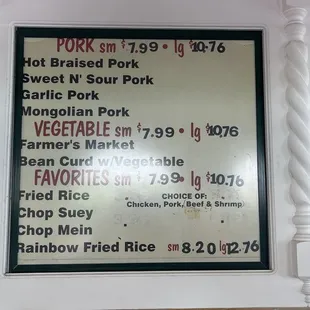 PORK sm $7.99 • lg $10.76
Hot Braised Pork
Sweet N' Sour Pork
Garlic Pork
Mongolian Pork
VEGETABLE sm $7.99 • lg $10.76
Farmer's Market
Bean Curd w/Vegetable
FAVORITES sm $7.99 • lg $10.76
Fried Rice
CHOICE OF:
Chicken, Pork, Beef & Shrimp
Chop Suey
Chop Mein
Rainbow Fried Rice sm 8.20 lg 12.76